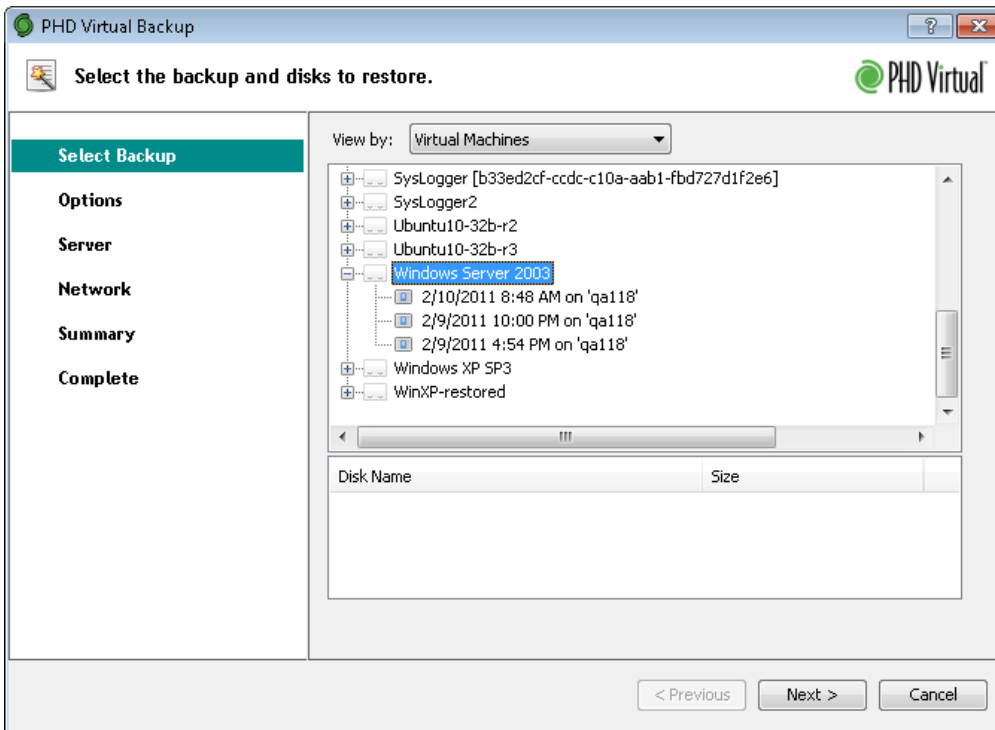 PHD Virtual Backup
Select the backup and disks to restore.
PHD Virtual
Select Backup
Options
Server
Network
Summary
Complete
View by: Virtual Machines
SysLogger [b33ed2cf-ccdc-c10a-aab1-fbd727d1f2e6]
SysLogger2
Ubuntu10-32b-r2
Ubuntu10-32b-r3
Windows Server 2003
2/10/2011 8:48 AM on 'qa118'
2/9/2011 10:00 PM on 'qa118'
2/9/2011 4:54 PM on 'qa118'
Windows XP SP3
WinXP-restored
Disk Name Size
< Previous Next > Cancel